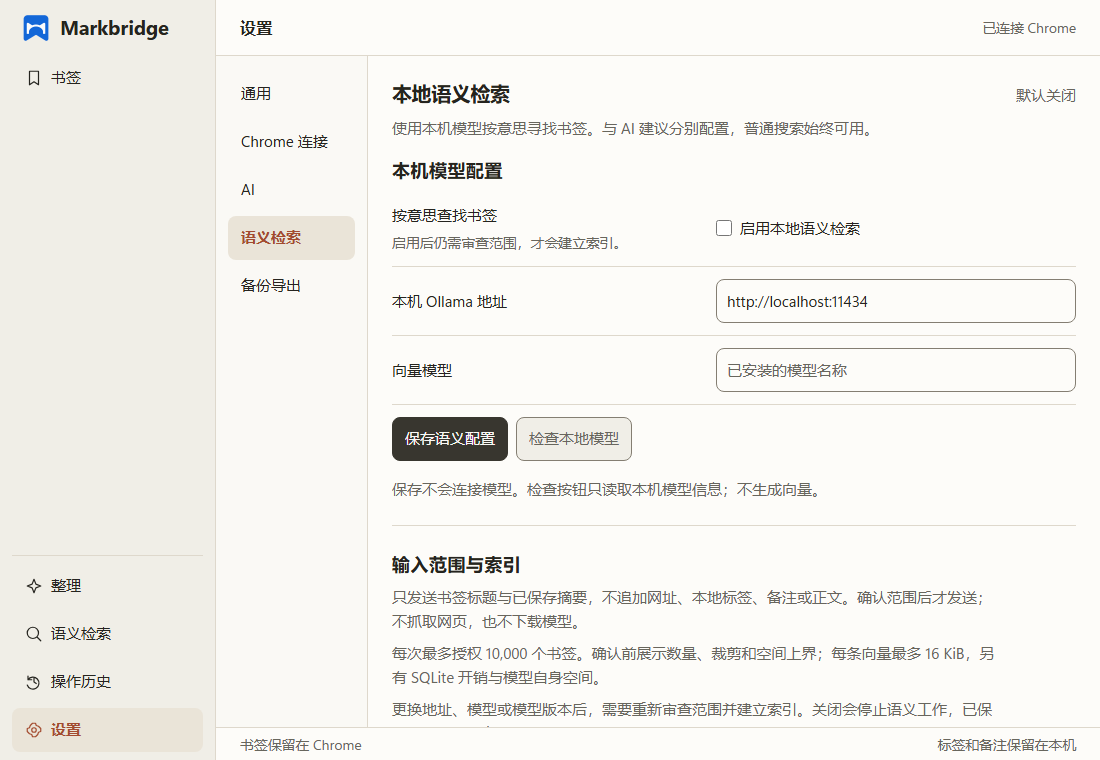 Markbridge
书签
整理
语义检索
操作历史
设置
设置
已连接 Chrome
通用
Chrome 连接
AI
语义检索
备份导出
本地语义检索
默认关闭
使用本机模型按意思寻找书签。与 AI 建议分别配置，普通搜索始终可用。
本机模型配置
按意思查找书签
启用后仍需审查范围，才会建立索引。
启用本地语义检索
本机 Ollama 地址
http://localhost:11434
向量模型
已安装的模型名称
保存语义配置
检查本地模型
保存不会连接模型。检查按钮只读取本机模型信息；不生成向量。
输入范围与索引
只发送书签标题与已保存摘要，不追加网址、本地标签、备注或正文。确认范围后才发送；
不抓取网页，也不下载模型。
每次最多授权 10,000 个书签。确认前展示数量、裁剪和空间上界；每条向量最多 16 KiB，另
有 SQLite 开销与模型自身空间。
更换地址、模型或模型版本后，需要重新审查范围并建立索引。关闭会停止语义工作，已保
书签保留在 Chrome
标签和备注保留在本机